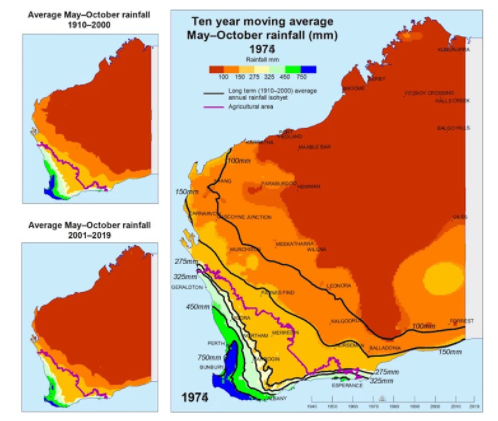 Average May–October rainfall
1910–2000
Average May–October rainfall
2001–2019
Ten year moving average
May–October rainfall (mm)
1974
Rainfall mm
100 150 275 325 450 750
Long term (1910–2000) average
annual rainfall isohyet
Agricultural area
KUNUNURRA
DERBY
BROOME
FITZROY CROSSING
HALLS CREEK
PORT
HEDLAND
KARRATHA
MARBLE BAR
BALGO HILLS
100mm
PARABURDOO
NEWMAN
150mm
CARNARVON
GASCOYNE JUNCTION
MEEKATHARRA
WILUNA
MURCHISON
275mm
325mm
GERALDTON
LEONORA
450mm
KALGOORLIE
100mm
FORREST
MERREDIN
NORSEMAN
BALLADONIA
150mm
PERTH
750mm
BUNBURY
275mm
325mm
ESPERANCE
ALBANY
1974
1940 1950 1960 1970 1980 1990 2000 2010